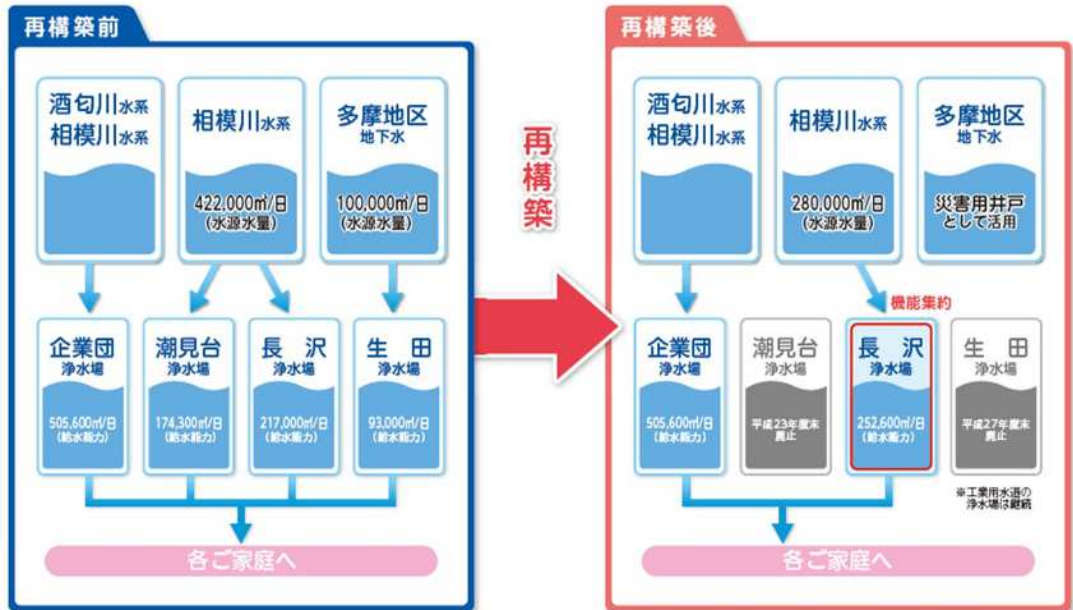 再構築前
酒匂川水系
相模川水系
相模川水系
422,000㎥/日
(水源水量)
多摩地区
地下水
100,000㎥/日
(水源水量)
企業団
浄水場
505,600㎥/日
(給水能力)
潮見台
浄水場
174,300㎥/日
(給水能力)
長沢
浄水場
217,000㎥/日
(給水能力)
生田
浄水場
93,000㎥/日
(給水能力)
各ご家庭へ
再構築
再構築後
酒匂川水系
相模川水系
相模川水系
280,000㎥/日
(水源水量)
多摩地区
地下水
災害用井戸
として活用
機能集約
企業団
浄水場
505,600㎥/日
(給水能力)
潮見台
浄水場
平成23年度末
廃止
長沢
浄水場
252,600㎥/日
(給水能力)
生田
浄水場
平成27年度末
廃止
※工業用水道の
浄水場は継続
各ご家庭へ